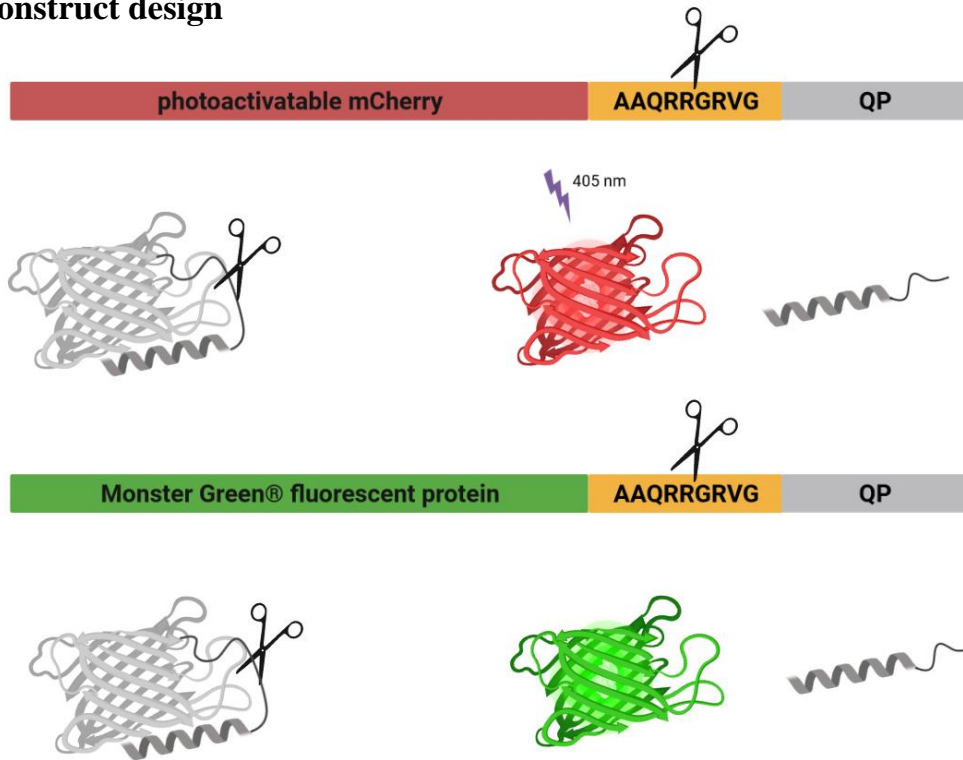 onstruct design
photoactivatable mCherry AAQRRGRVG QP
405 nm
Monster Green® fluorescent protein AAQRRGRVG QP